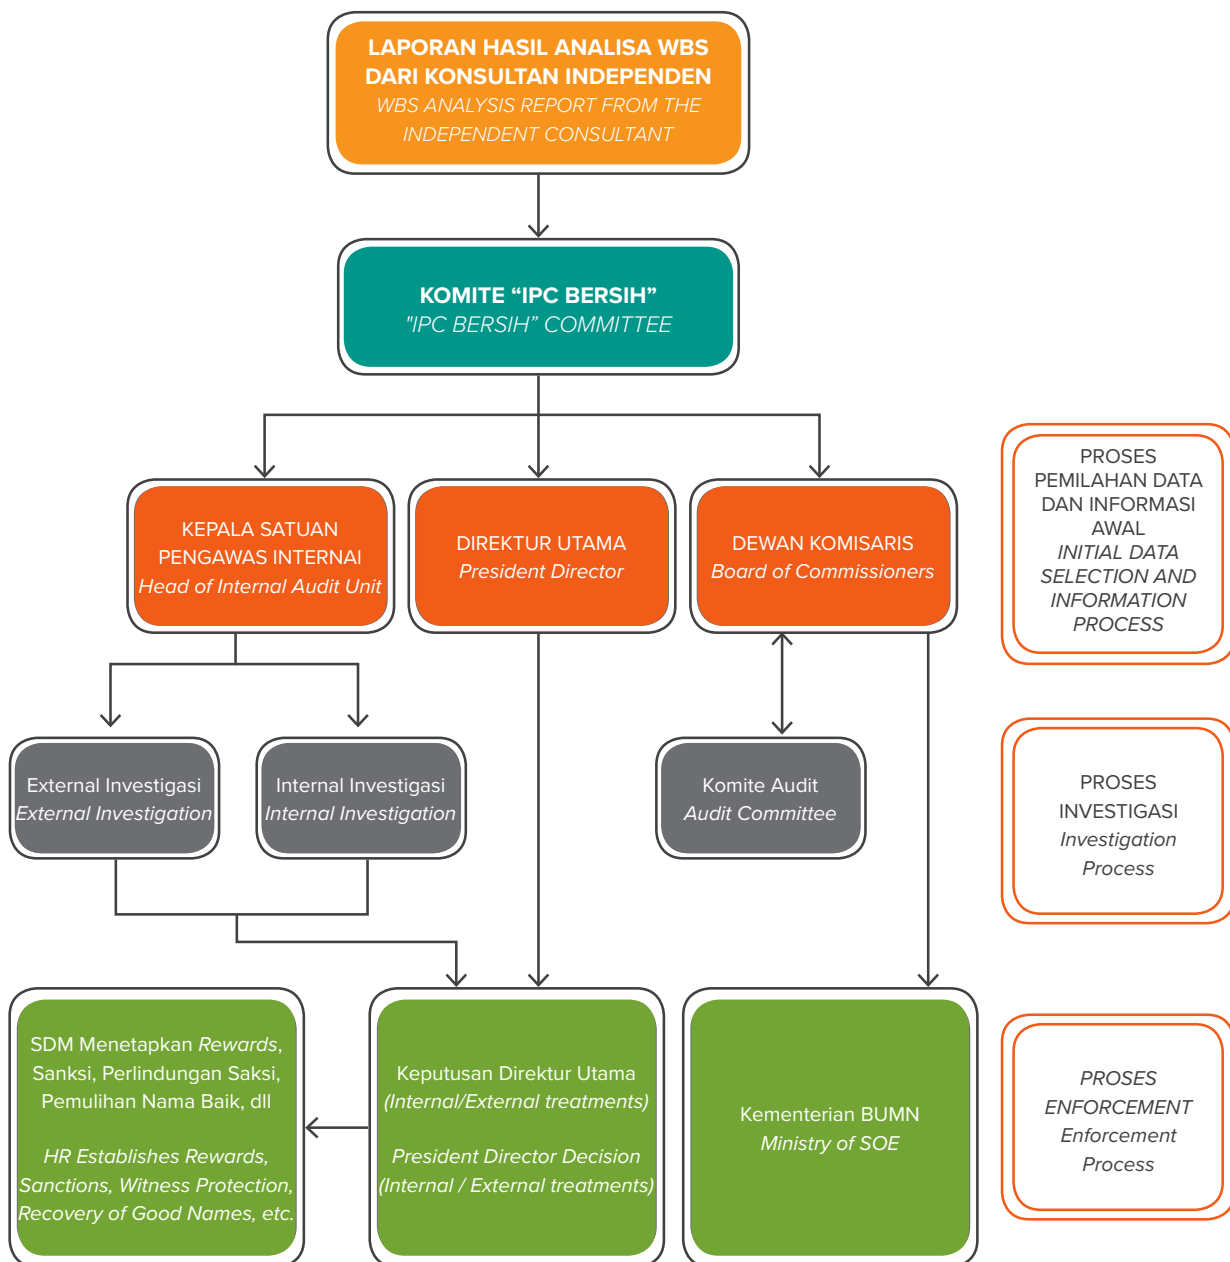 LAPORAN HASIL ANALISA WBS
DARI KONSULTAN INDEPENDEN
WBS ANALYSIS REPORT FROM THE
INDEPENDENT CONSULTANT
KOMITE “IPC BERSIH”
"IPC BERSIH” COMMITTEE
KEPALA SATUAN
PENGAWAS INTERNAl
Head of Internal Audit Unit
DIREKTUR UTAMA
President Director
DEWAN KOMISARIS
Board of Commissioners
PROSES
PEMILAHAN DATA
DAN INFORMASI
AWAL
INITIAL DATA
SELECTION AND
INFORMATION
PROCESS
External Investigasi
External Investigation
Internal Investigasi
Internal Investigation
Komite Audit
Audit Committee
PROSES
INVESTIGASI
Investigation
Process
SDM Menetapkan Rewards,
Sanksi, Perlindungan Saksi,
Pemulihan Nama Baik, dll
HR Establishes Rewards,
Sanctions, Witness Protection,
Recovery of Good Names, etc.
Keputusan Direktur Utama
(Internal/External treatments)
President Director Decision
(Internal / External treatments)
Kementerian BUMN
Ministry of SOE
PROSES
ENFORCEMENT
Enforcement
Process